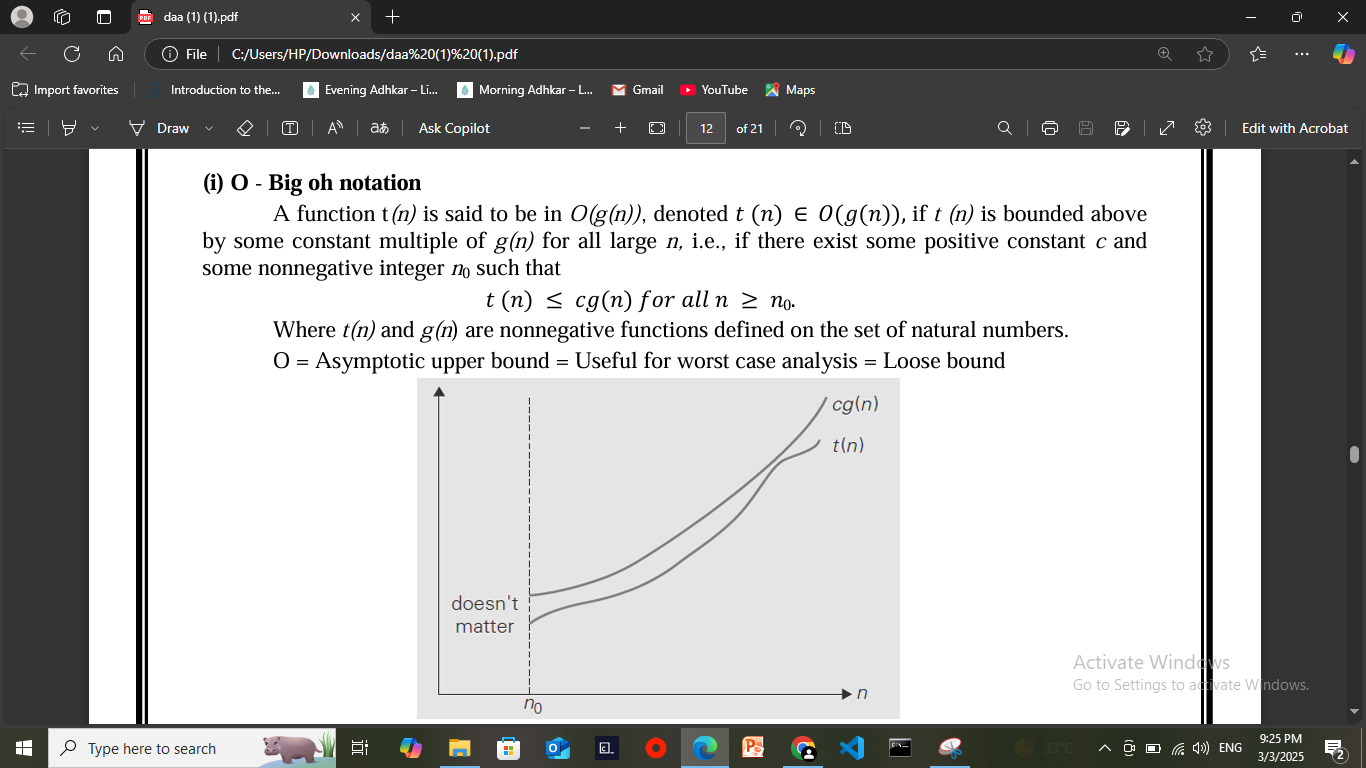 daa (1) (1).pdf
File C:/Users/HP/Downloads/daa%20(1)%20(1).pdf
Import favorites Introduction to the... Evening Adhkar – Li... Morning Adhkar – L... Gmail YouTube Maps
Draw Ask Copilot 12 of 21 Edit with Acrobat
(i) O - Big oh notation
A function t(n) is said to be in O(g(n)), denoted t (n) ∈ O(g(n)), if t (n) is bounded above
by some constant multiple of g(n) for all large n, i.e., if there exist some positive constant c and
some nonnegative integer n₀ such that
t (n) ≤ cg(n) for all n ≥ n₀.
Where t(n) and g(n) are nonnegative functions defined on the set of natural numbers.
O = Asymptotic upper bound = Useful for worst case analysis = Loose bound
cg(n)
t(n)
doesn't
matter
n
n₀
Activate Windows
Go to Settings to activate Windows.
Type here to search 33°C ENG 9:25 PM
3/3/2025
2